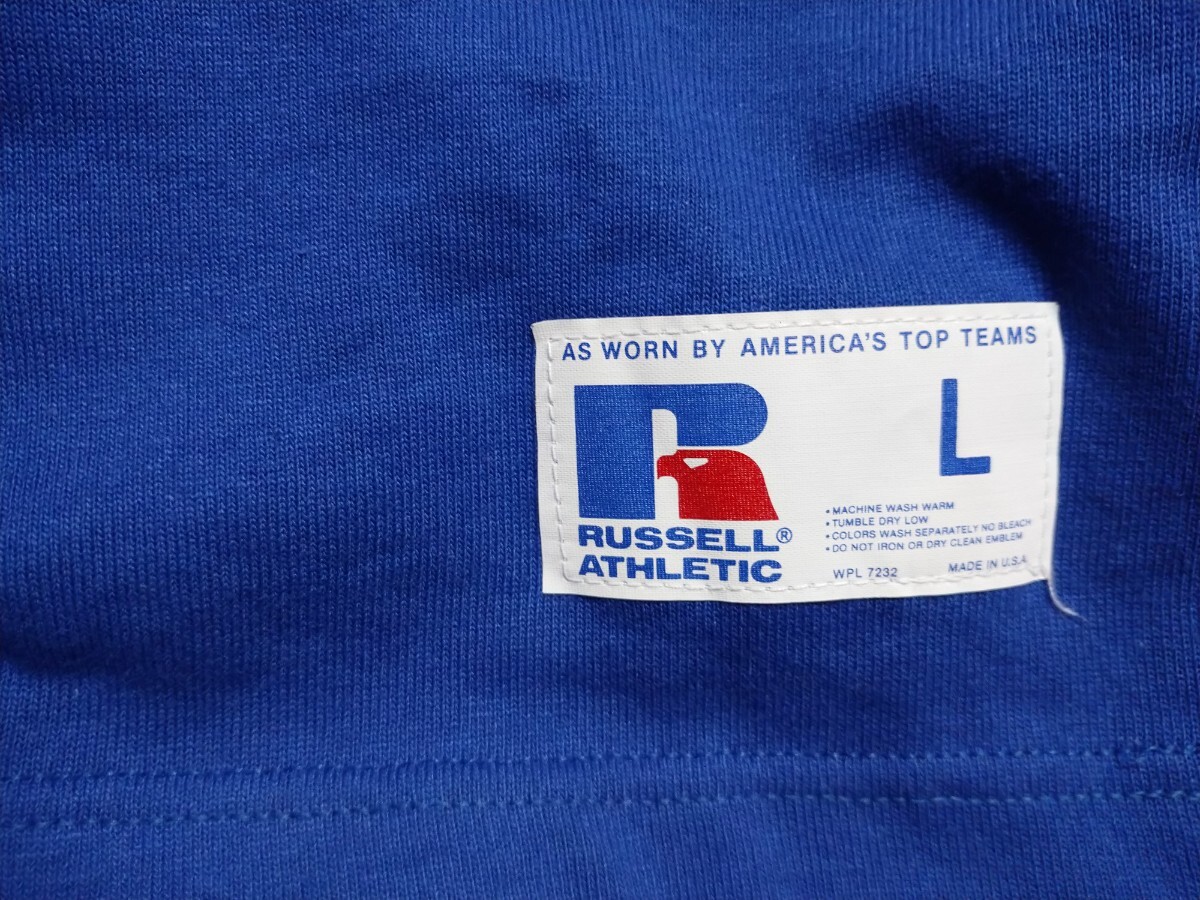 AS WORN BY AMERICA'S TOP TEAMS
R
L
RUSSELL®
ATHLETIC
• MACHINE WASH WARM
• TUMBLE DRY LOW
• COLORS WASH SEPARATELY NO BLEACH
• DO NOT IRON OR DRY CLEAN EMBLEM
WPL 7232 MADE IN U.S.A.